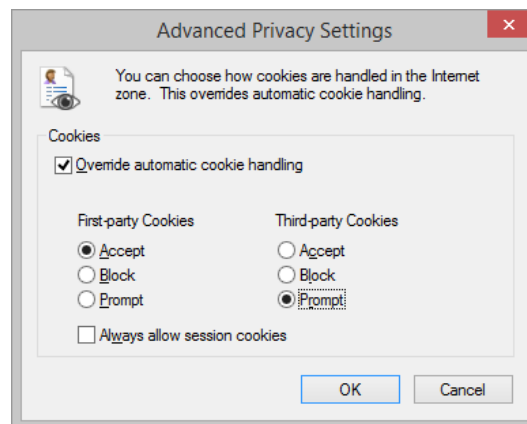 Advanced Privacy Settings
You can choose how cookies are handled in the Internet
zone. This overrides automatic cookie handling.
Cookies
Override automatic cookie handling
First-party Cookies Third-party Cookies
Accept Accept
Block Block
Prompt Prompt
Always allow session cookies
OK Cancel